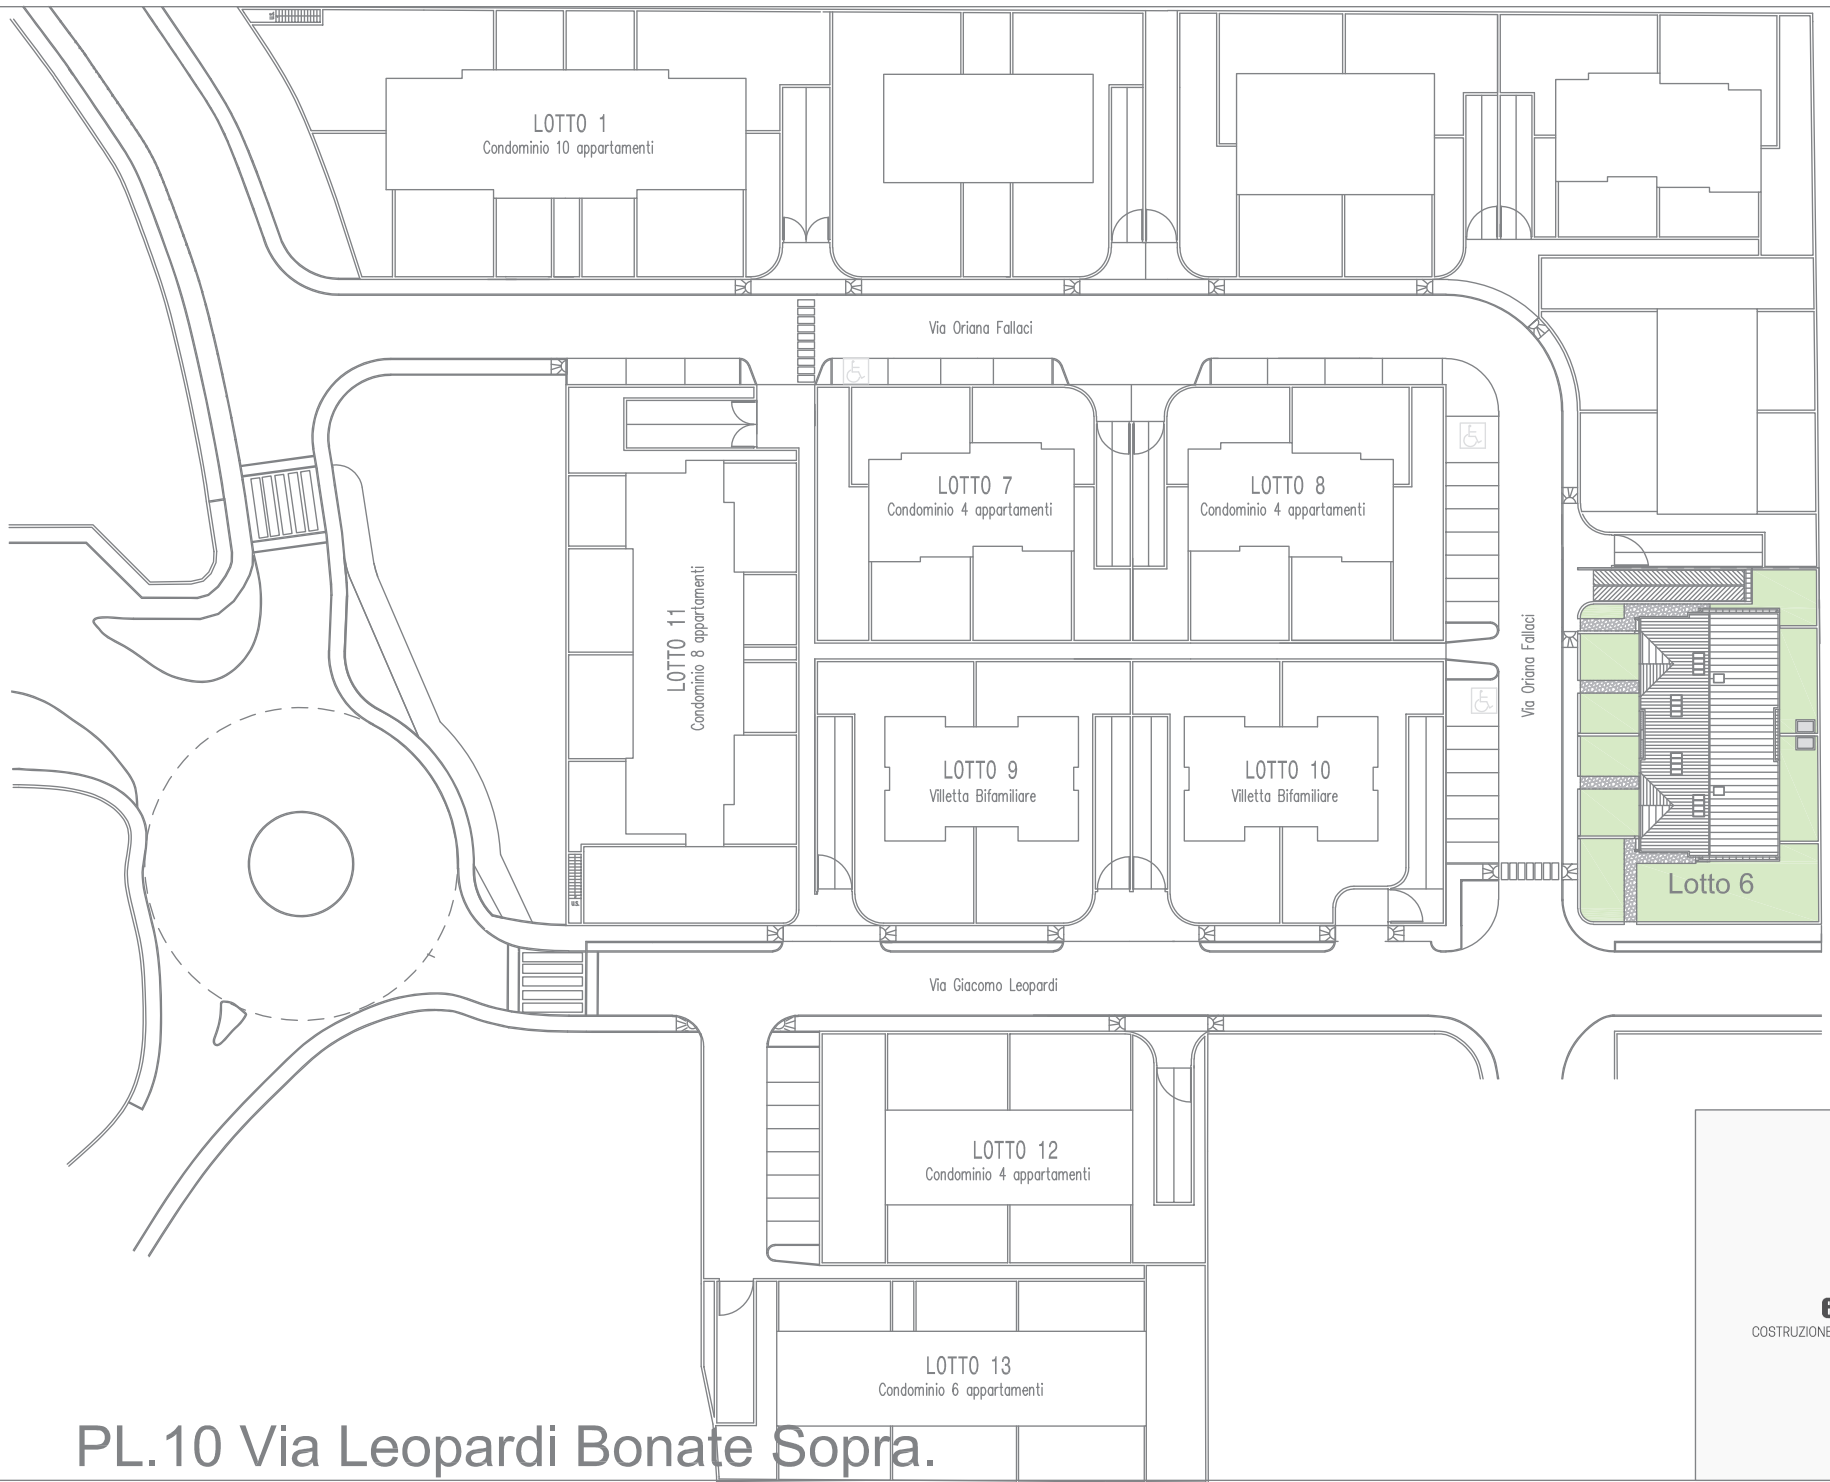 LOTTO 1
Condominio 10 appartamenti
Via Oriana Fallaci
LOTTO 7
Condominio 4 appartamenti
LOTTO 8
Condominio 4 appartamenti
LOTTO 11
Condominio 8 appartamenti
Via Oriana Fallaci
LOTTO 9
Villetta Bifamiliare
LOTTO 10
Villetta Bifamiliare
Lotto 6
Via Giacomo Leopardi
LOTTO 12
Condominio 4 appartamenti
COSTRUZIONE
LOTTO 13
Condominio 6 appartamenti
PL.10 Via Leopardi Bonate Sopra.